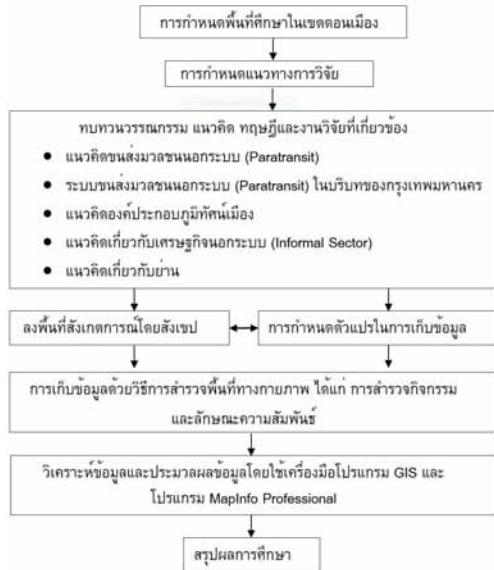 การกำหนดพื้นที่ศึกษาในเขตดอนเมือง
การกำหนดแนวทางการวิจัย
ทบทวนวรรณกรรม แนวคิด ทฤษฎีและงานวิจัยที่เกี่ยวข้อง
● แนวคิดขนส่งมวลชนนอกระบบ (Paratransit)
● ระบบขนส่งมวลชนนอกระบบ (Paratransit) ในบริบทของกรุงเทพมหานคร
● แนวคิดองค์ประกอบภูมิทัศน์เมือง
● แนวคิดเกี่ยวกับเศรษฐกิจนอกระบบ (Informal Sector)
● แนวคิดเกี่ยวกับย่าน
ลงพื้นที่สังเกตการณ์โดยสังเขป
การกำหนดตัวแปรในการเก็บข้อมูล
การเก็บข้อมูลด้วยวิธีการสำรวจพื้นที่ทางกายภาพ ได้แก่ การสำรวจกิจกรรม
และลักษณะความสัมพันธ์
วิเคราะห์ข้อมูลและประมวลผลข้อมูลโดยใช้เครื่องมือโปรแกรม GIS และ
โปรแกรม MapInfo Professional
สรุปผลการศึกษา